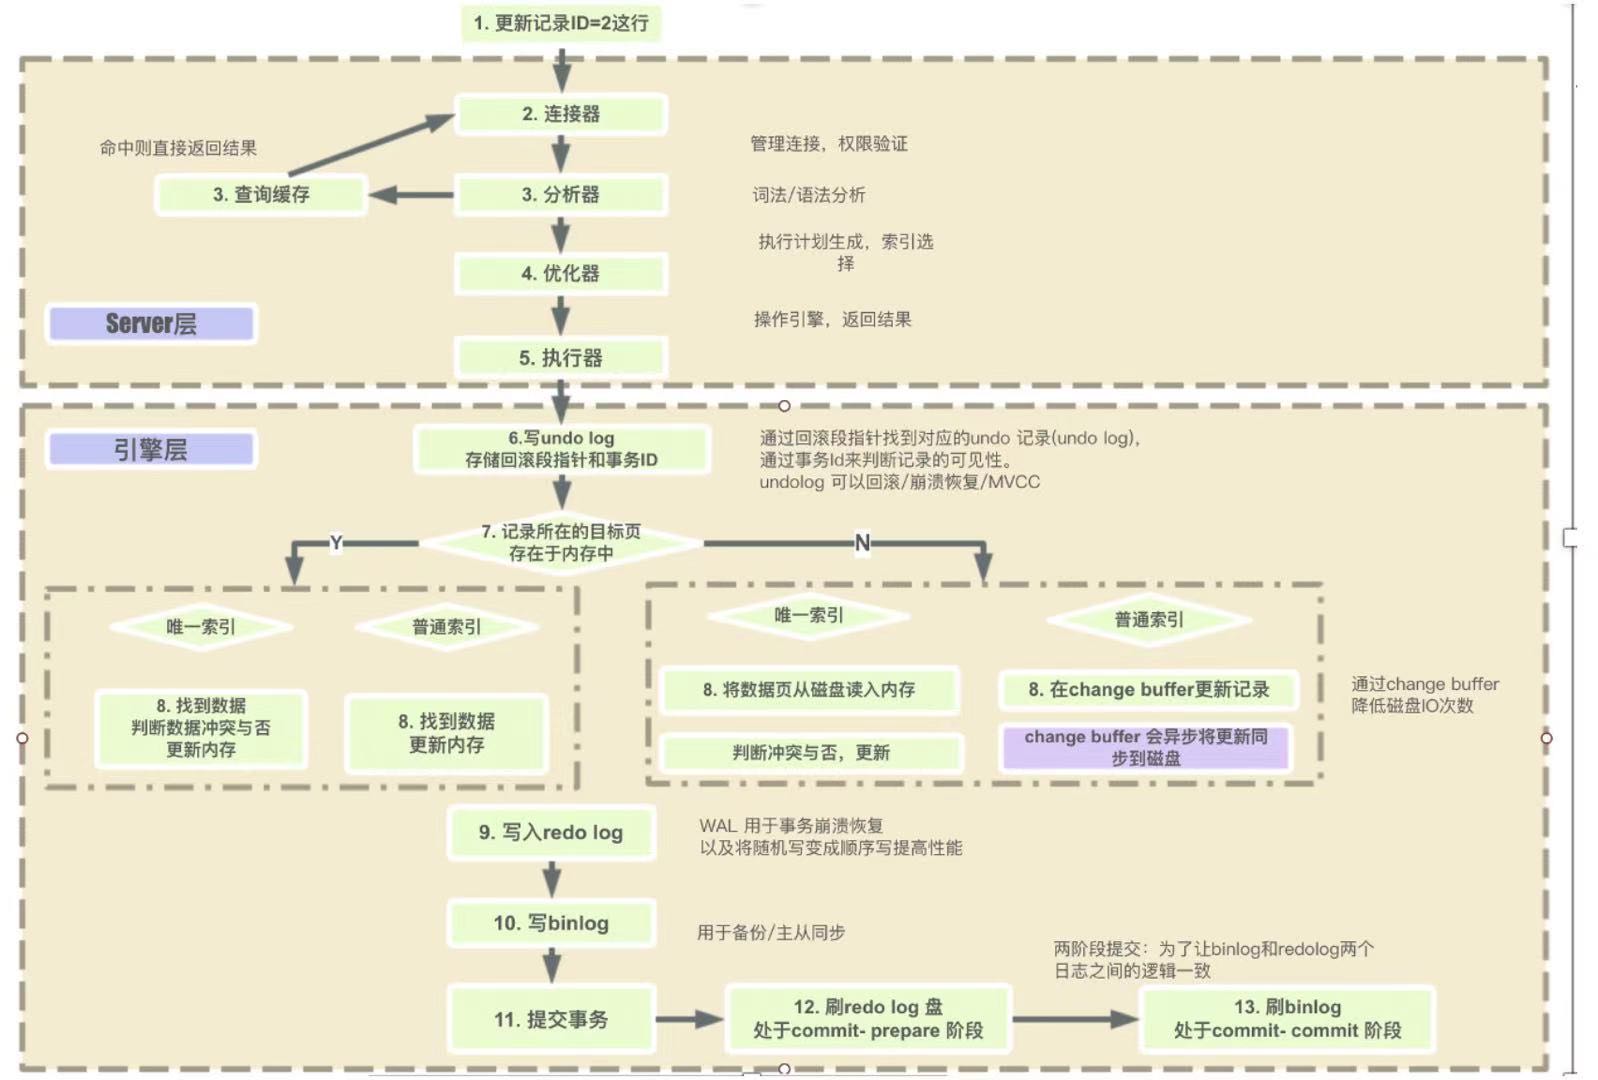 1. 更新记录ID=2这行
2. 连接器
命中则直接返回结果
管理连接，权限验证
3. 查询缓存
3. 分析器
词法/语法分析
执行计划生成，索引选
择
4. 优化器
Server层
操作引擎，返回结果
5. 执行器
引擎层
6.写undo log
存储回滚段指针和事务ID
通过回滚段指针找到对应的undo 记录(undo log),
通过事务Id来判断记录的可见性。
undolog 可以回滚/崩溃恢复/MVCC
7. 记录所在的目标页
存在于内存中
Y
N
唯一索引
普通索引
唯一索引
普通索引
8. 找到数据
判断数据冲突与否
更新内存
8. 找到数据
更新内存
8. 将数据页从磁盘读入内存
判断冲突与否，更新
8. 在change buffer更新记录
change buffer 会异步将更新同
步到磁盘
通过change buffer
降低磁盘IO次数
9. 写入redo log
WAL 用于事务崩溃恢复
以及将随机写变成顺序写提高性能
10. 写binlog
用于备份/主从同步
两阶段提交：为了让binlog和redolog两个
日志之间的逻辑一致
11. 提交事务
12. 刷redo log 盘
处于commit- prepare 阶段
13. 刷binlog
处于commit- commit 阶段